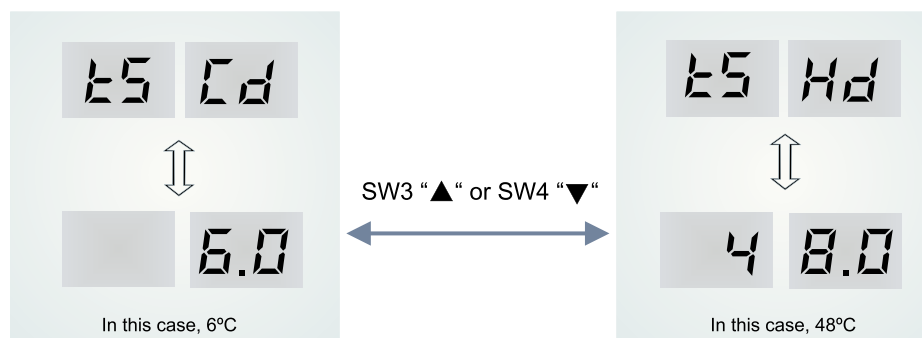 tS Cd
6.0
In this case, 6ºC
SW3 “▲“ or SW4 “▼“
tS Hd
4 8.0
In this case, 48ºC